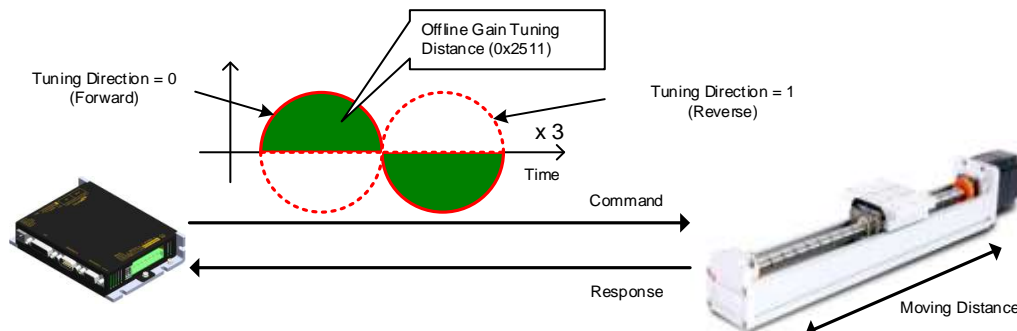 Offline Gain Tuning
Distance (0x2511)
Tuning Direction = 0
(Forward)
Tuning Direction = 1
(Reverse)
x 3
Time
Command
Response
Moving Distance